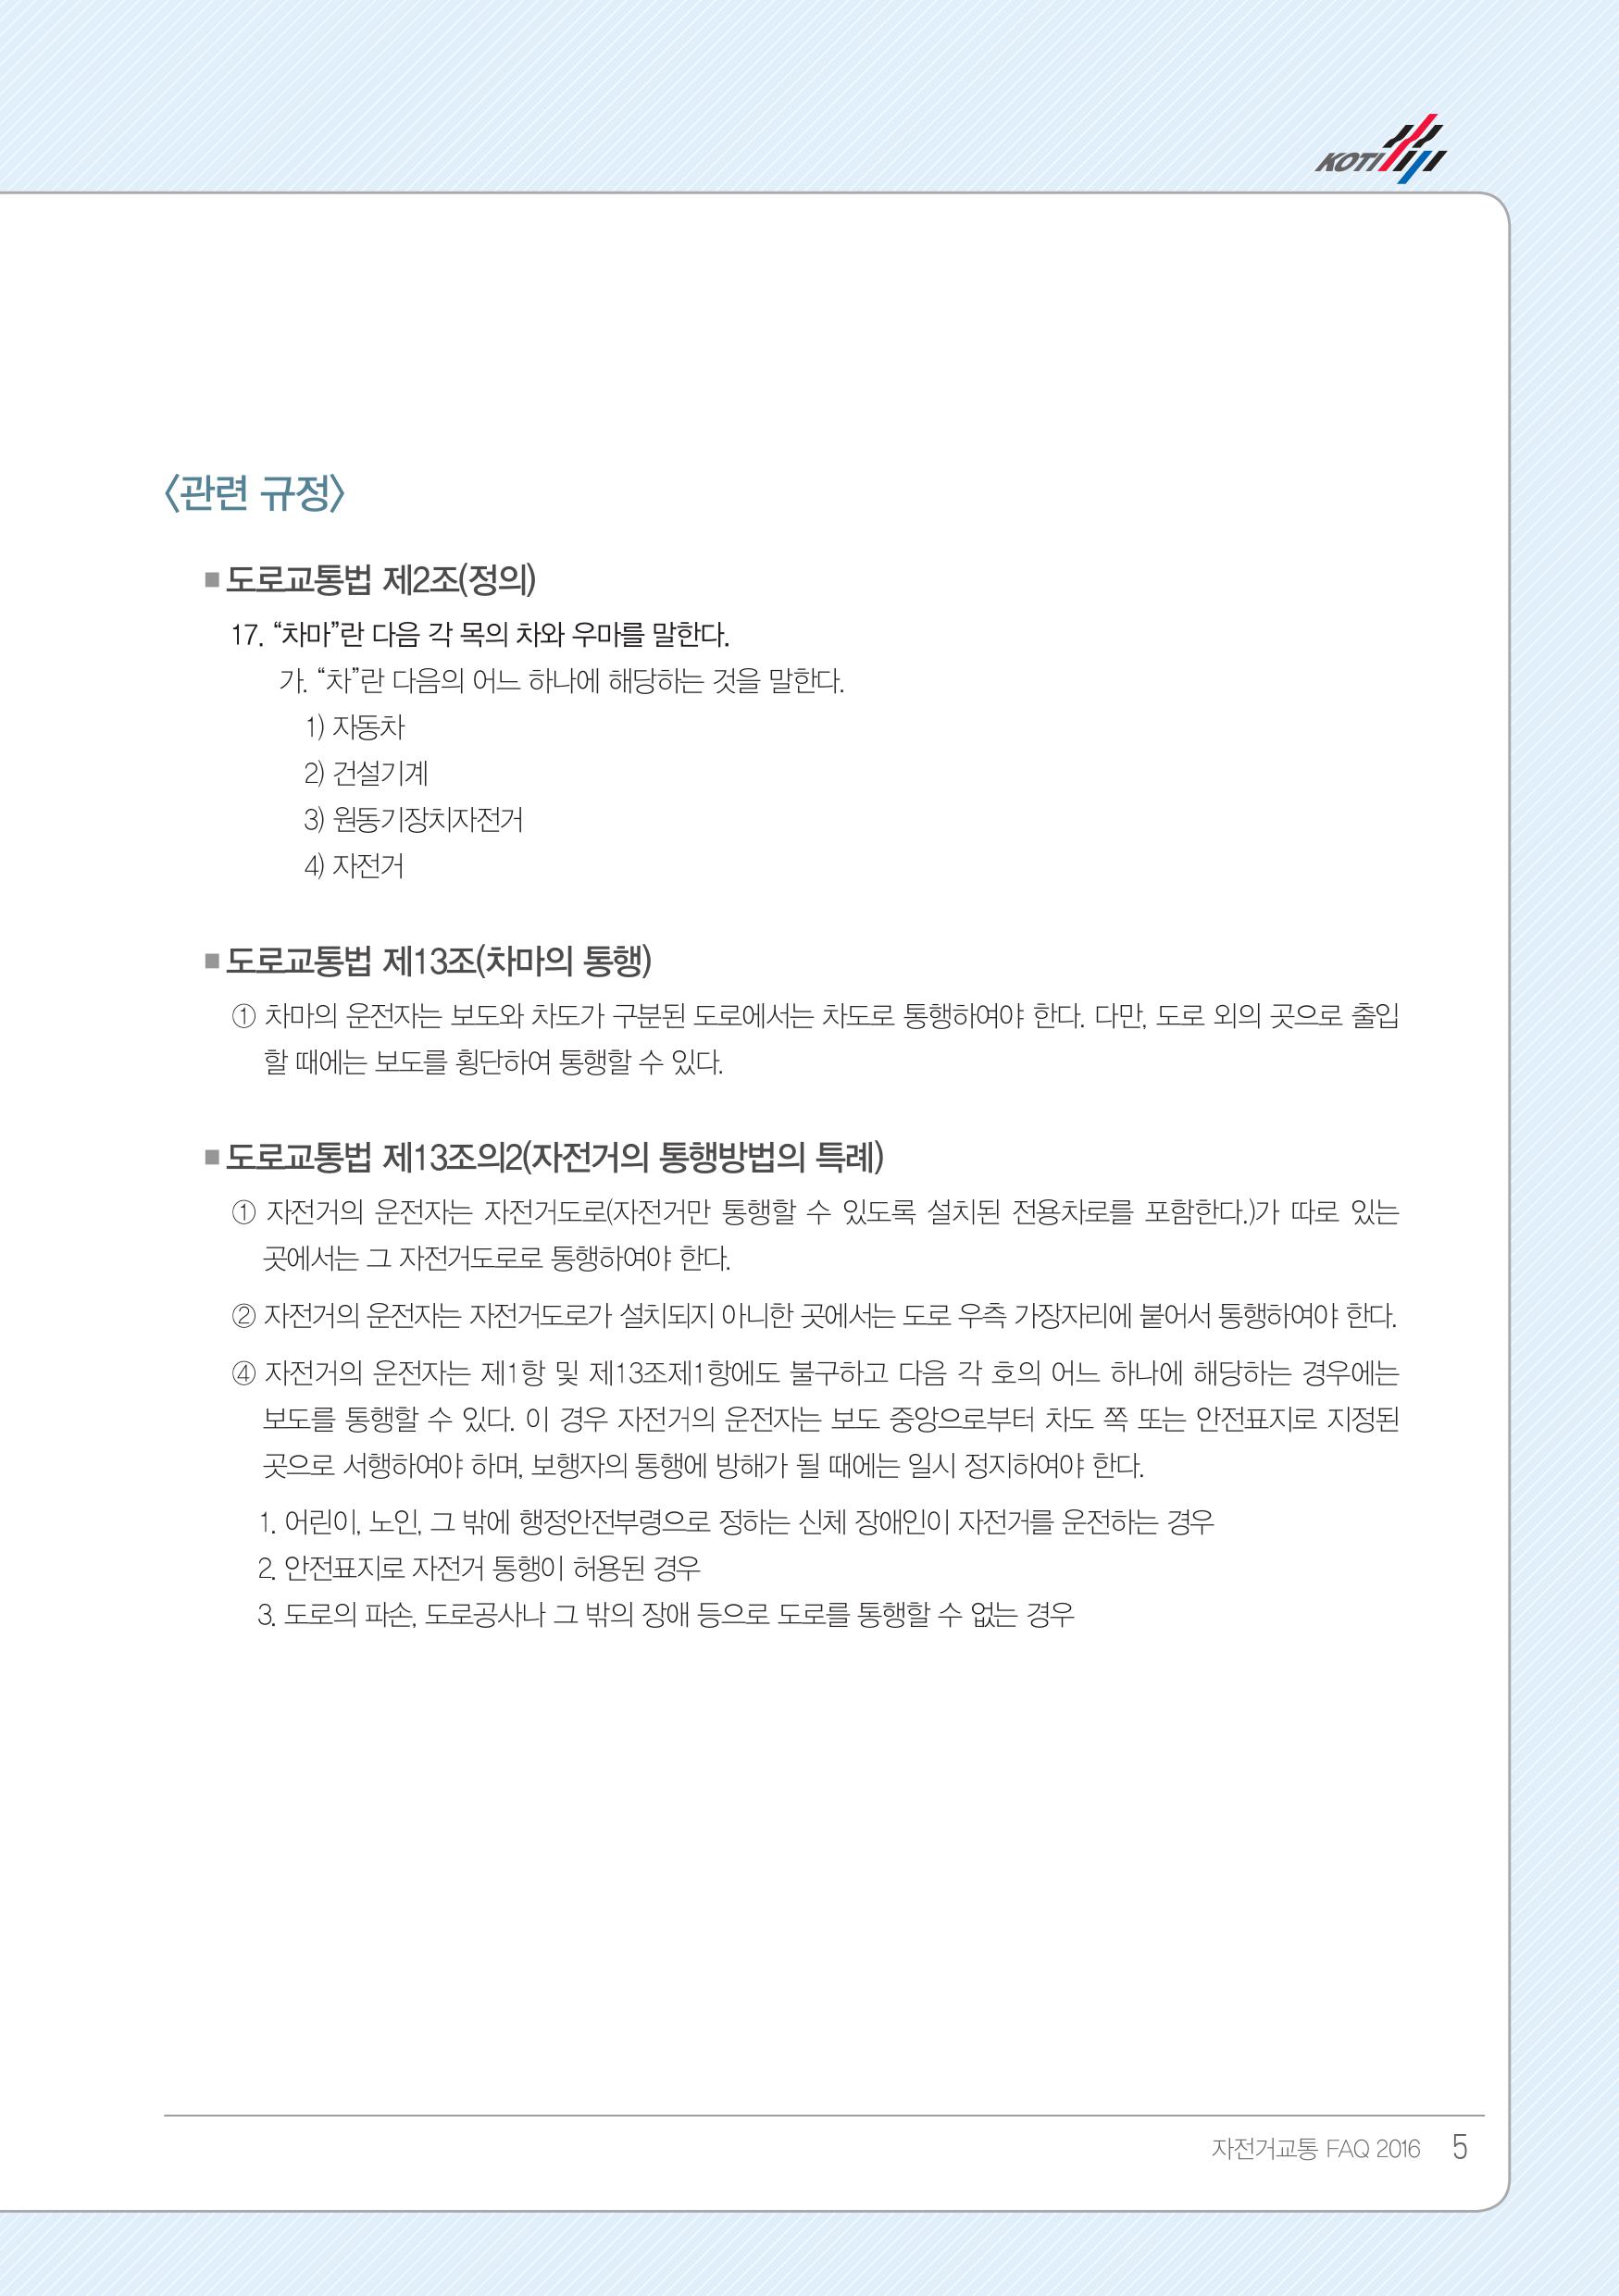 KOTI
〈관련 규정〉
■ 도로교통법 제2조(정의)
17. “차마”란 다음 각 목의 차와 우마를 말한다.
가. “차”란 다음의 어느 하나에 해당하는 것을 말한다.
1) 자동차
2) 건설기계
3) 원동기장치자전거
4) 자전거
■ 도로교통법 제13조(차마의 통행)
① 차마의 운전자는 보도와 차도가 구분된 도로에서는 차도로 통행하여야 한다. 다만, 도로 외의 곳으로 출입
할 때에는 보도를 횡단하여 통행할 수 있다.
■ 도로교통법 제13조의2(자전거의 통행방법의 특례)
① 자전거의 운전자는 자전거도로(자전거만 통행할 수 있도록 설치된 전용차로를 포함한다.)가 따로 있는
곳에서는 그 자전거도로로 통행하여야 한다.
② 자전거의 운전자는 자전거도로가 설치되지 아니한 곳에서는 도로 우측 가장자리에 붙어서 통행하여야 한다.
④ 자전거의 운전자는 제1항 및 제13조제1항에도 불구하고 다음 각 호의 어느 하나에 해당하는 경우에는
보도를 통행할 수 있다. 이 경우 자전거의 운전자는 보도 중앙으로부터 차도 쪽 또는 안전표지로 지정된
곳으로 서행하여야 하며, 보행자의 통행에 방해가 될 때에는 일시 정지하여야 한다.
1. 어린이, 노인, 그 밖에 행정안전부령으로 정하는 신체 장애인이 자전거를 운전하는 경우
2. 안전표지로 자전거 통행이 허용된 경우
3. 도로의 파손, 도로공사나 그 밖의 장애 등으로 도로를 통행할 수 없는 경우
자전거교통 FAQ 2016 5